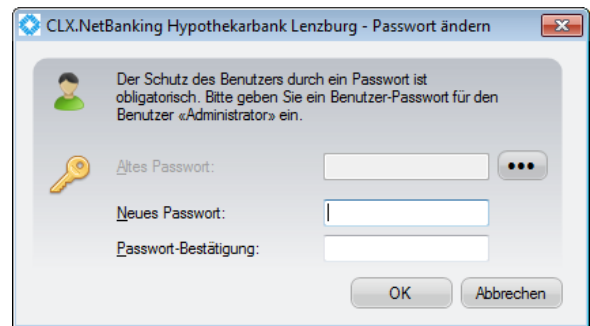 CLX.NetBanking Hypothekarbank Lenzburg - Passwort ändern
Der Schutz des Benutzers durch ein Passwort ist
obligatorisch. Bitte geben Sie ein Benutzer-Passwort für den
Benutzer «Administrator» ein.
Altes Passwort:
Neues Passwort:
Passwort-Bestätigung:
OK Abbrechen